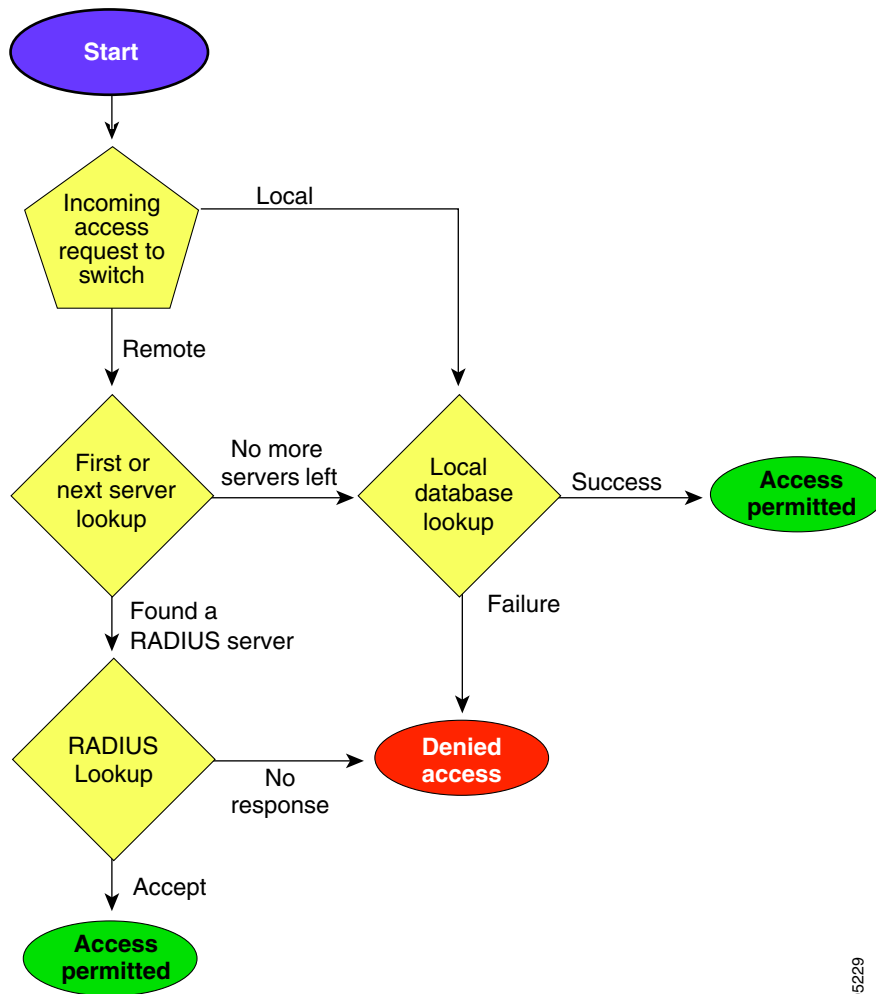 Start
Incoming
access
request to
switch
Local
Remote
First or
next server
lookup
No more
servers left
Local
database
lookup
Success
Access
permitted
Found a
RADIUS server
Failure
RADIUS
Lookup
No
response
Denied
access
Accept
Access
permitted
5229